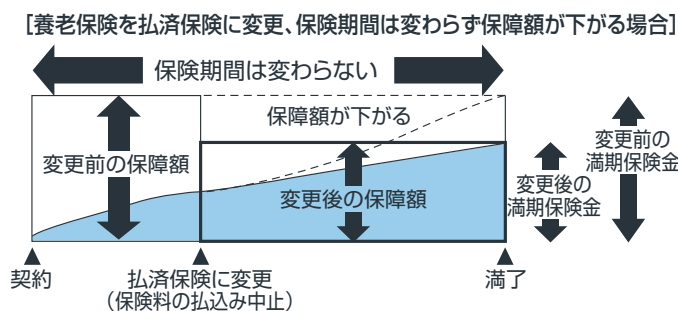 [養老保険を払済保険に変更、保険期間は変わらず保障額が下がる場合]
保険期間は変わらない
保障額が下がる
変更前の保障額
変更後の保障額
変更後の
満期保険金
変更前の
満期保険金
契約
払済保険に変更
（保険料の払込み中止）
満了